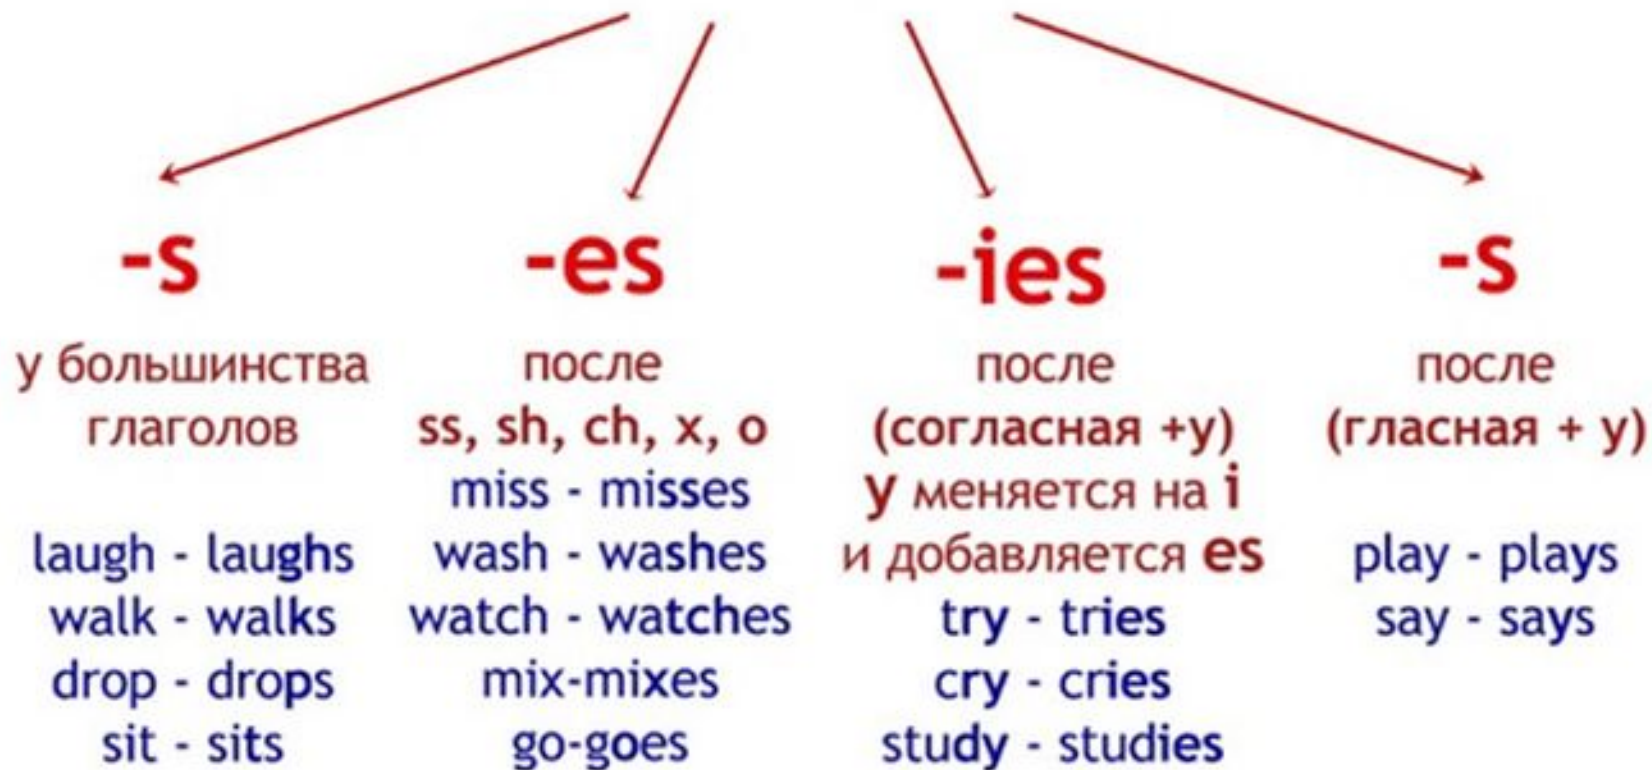 -s
у большинства
глаголов
laugh - laughs
walk - walks
drop - drops
sit - sits
-es
после
ss, sh, ch, x, o
miss - misses
wash - washes
watch - watches
mix-mixes
go-goes
-ies
после
(согласная +y)
y меняется на i
и добавляется es
try - tries
cry - cries
study - studies
-s
после
(гласная + y)
play - plays
say - says